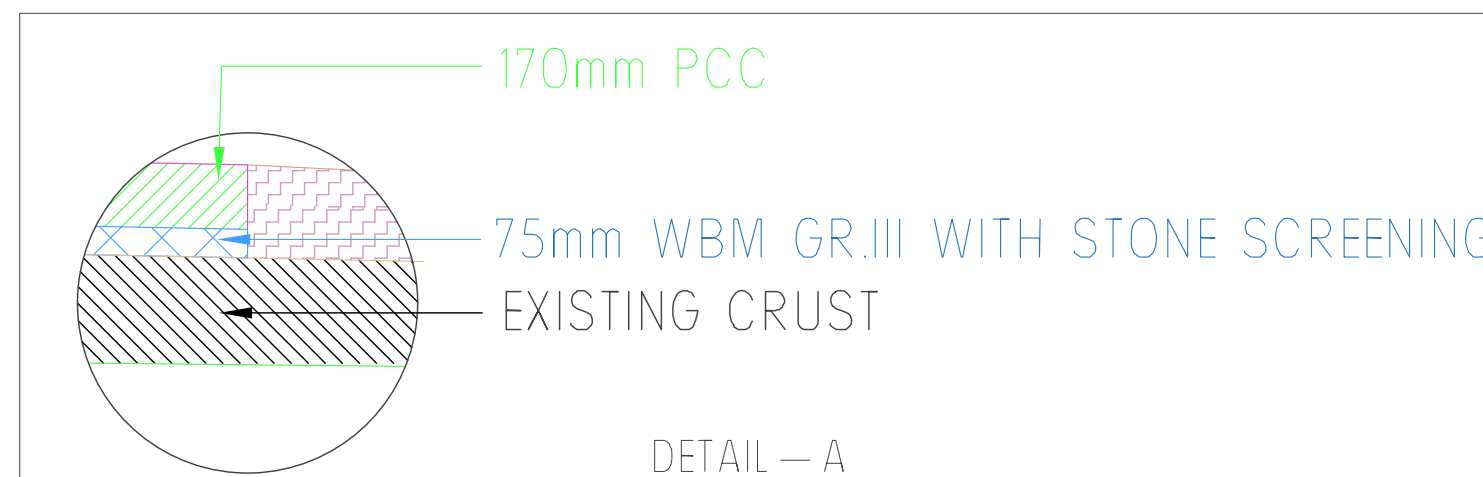 170mm PCC
75mm WBM GR.III WITH STONE SCREENING
EXISTING CRUST
DETAIL — A